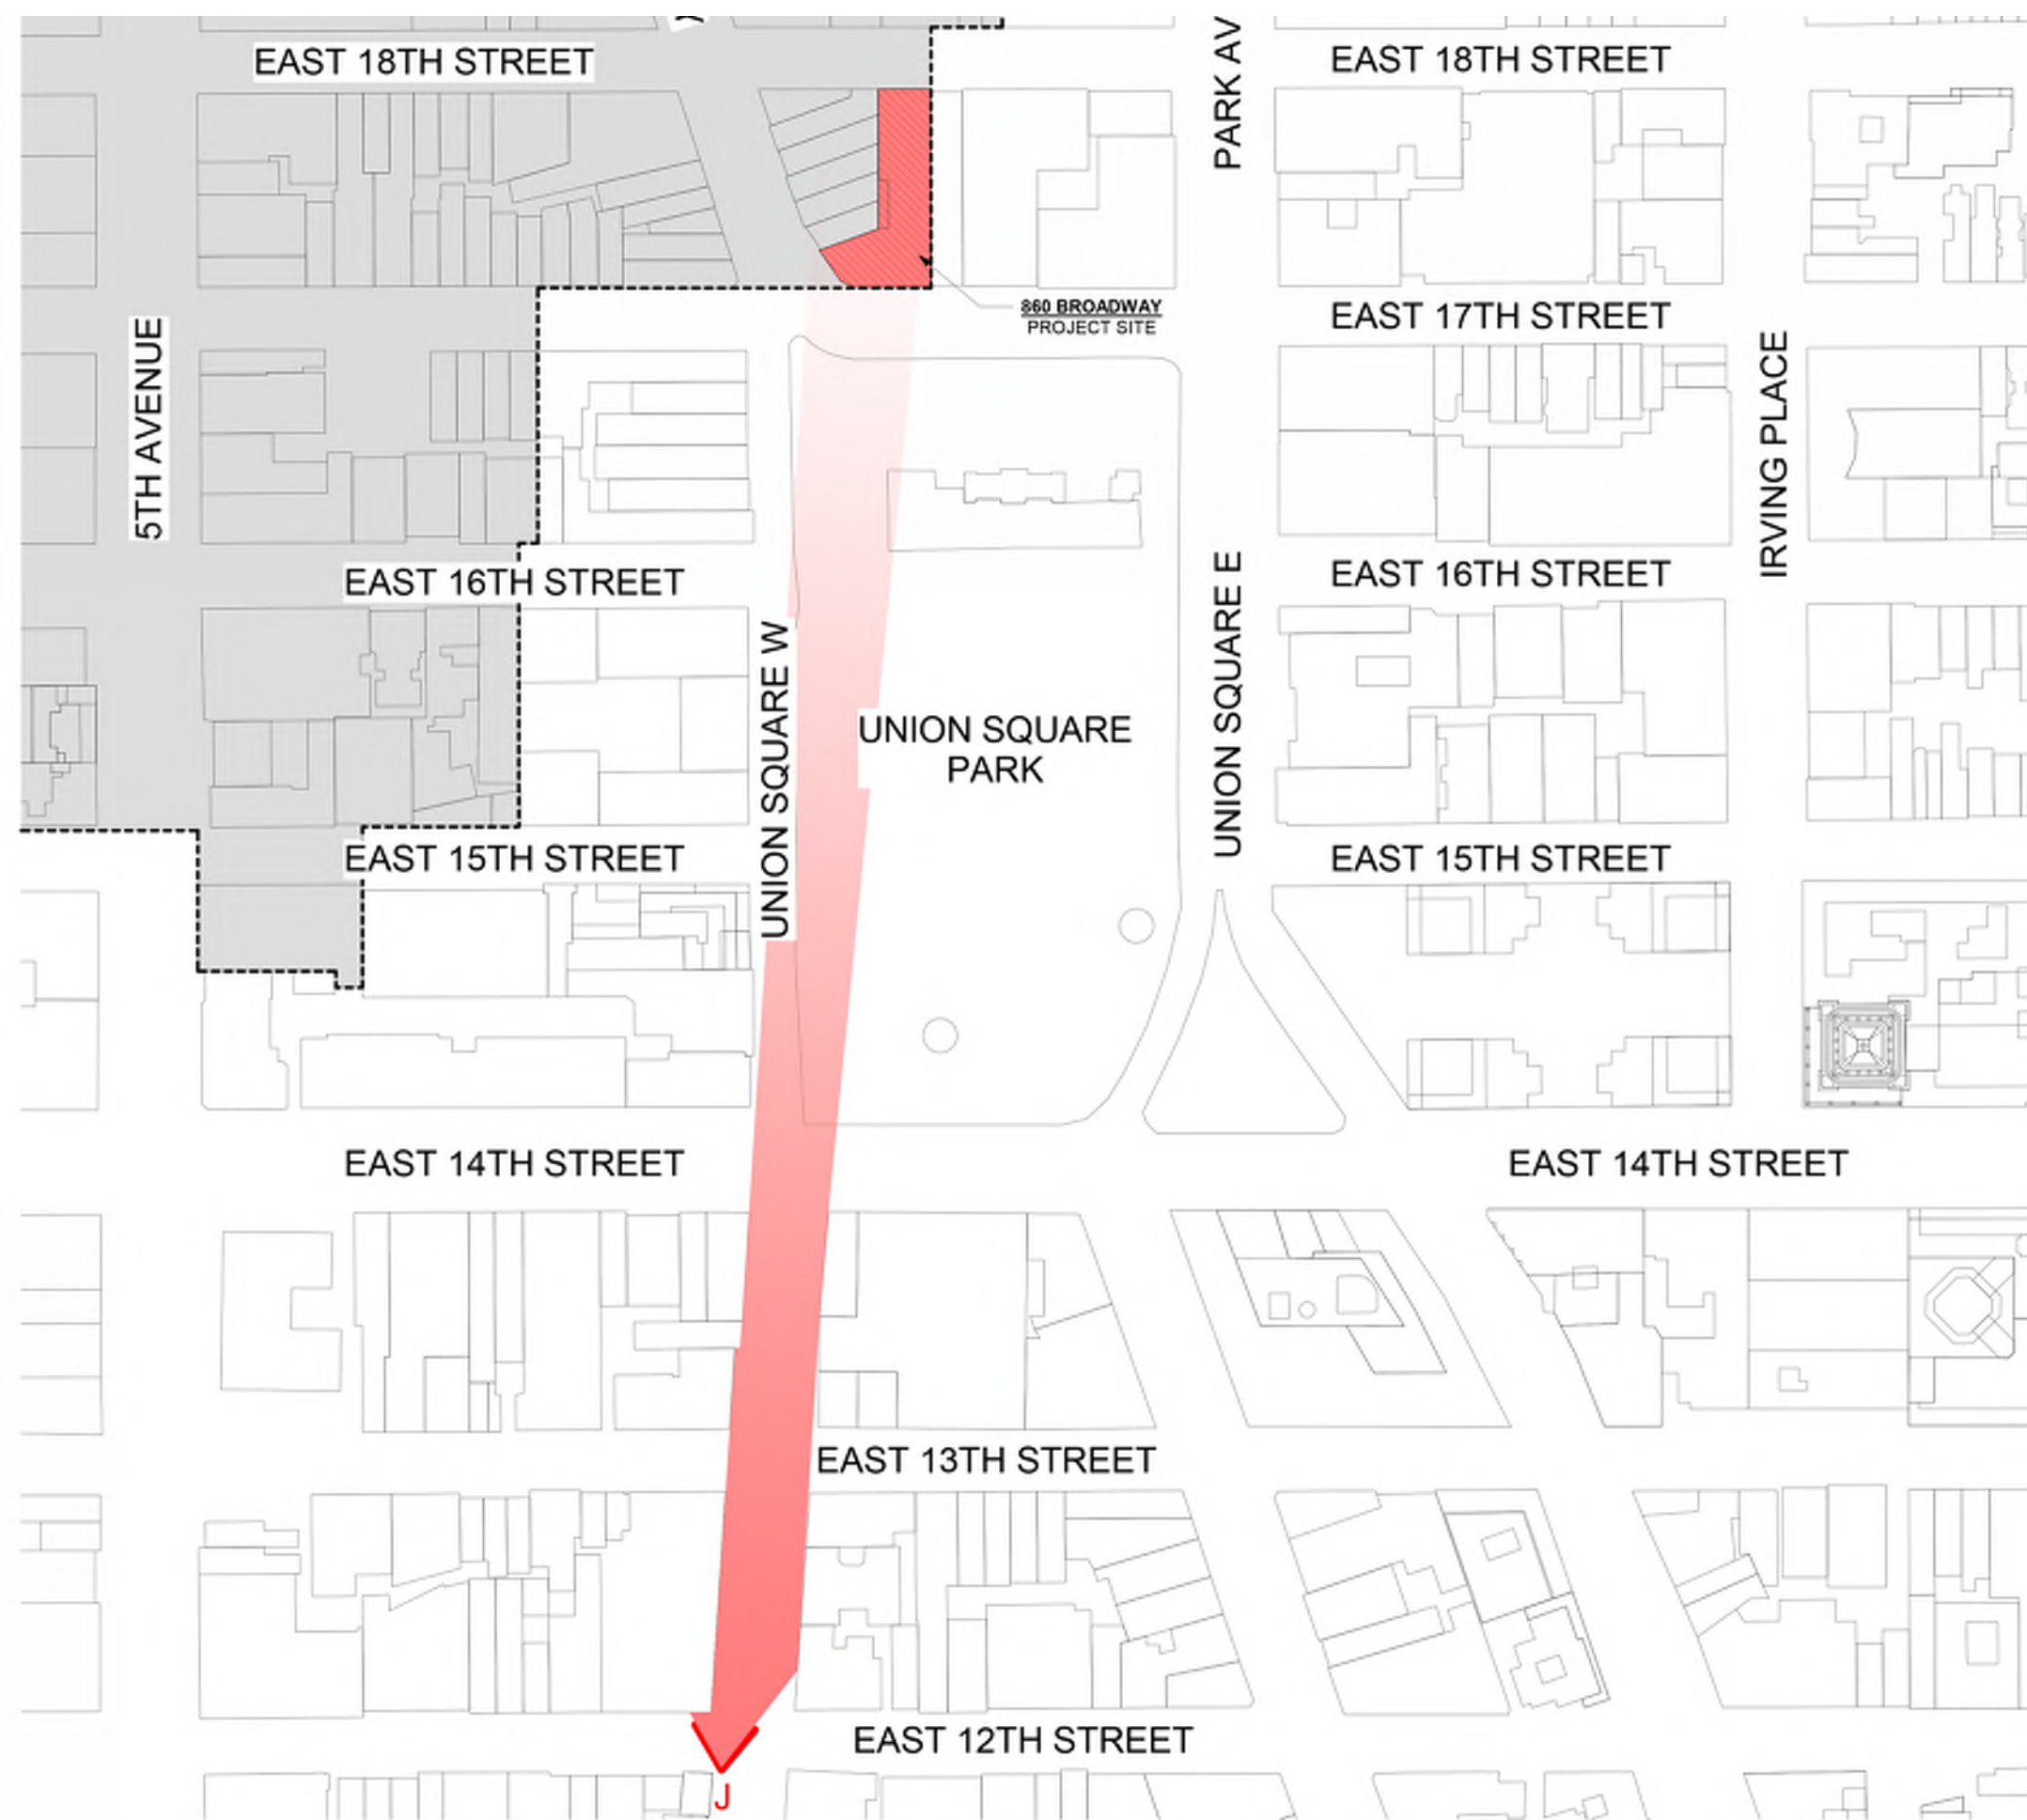 EAST 18TH STREET
PARK AV
EAST 18TH STREET
860 BROADWAY
PROJECT SITE
EAST 17TH STREET
5TH AVENUE
IRVING PLACE
EAST 16TH STREET
EAST 16TH STREET
UNION SQUARE W
UNION SQUARE E
UNION SQUARE
PARK
EAST 15TH STREET
EAST 15TH STREET
EAST 14TH STREET
EAST 14TH STREET
EAST 13TH STREET
EAST 12TH STREET
J